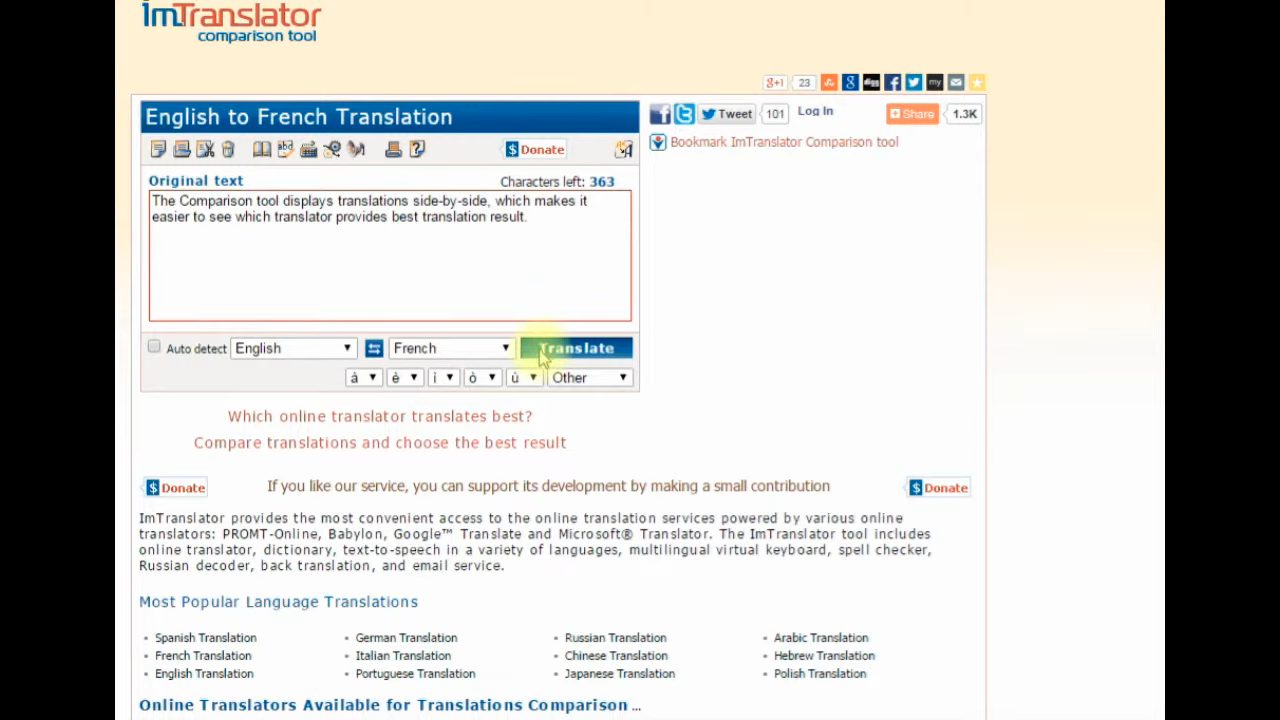 ImTranslator
comparison tool
g+1 23 digg my
English to French Translation
Tweet 101 Log In Share 1.3K
$ Donate
Bookmark ImTranslator Comparison tool
Original text Characters left: 363
The Comparison tool displays translations side-by-side, which makes it
easier to see which translator provides best translation result.
Auto detect English French Translate
à è ì ò ù Other
Which online translator translates best?
Compare translations and choose the best result
$ Donate If you like our service, you can support its development by making a small contribution $ Donate
ImTranslator provides the most convenient access to the online translation services powered by various online
translators: PROMT-Online, Babylon, Google™ Translate and Microsoft® Translator. The ImTranslator tool includes
online translator, dictionary, text-to-speech in a variety of languages, multilingual virtual keyboard, spell checker,
Russian decoder, back translation, and email service.
Most Popular Language Translations
Spanish Translation German Translation Russian Translation Arabic Translation
French Translation Italian Translation Chinese Translation Hebrew Translation
English Translation Portuguese Translation Japanese Translation Polish Translation
Online Translators Available for Translations Comparison ...